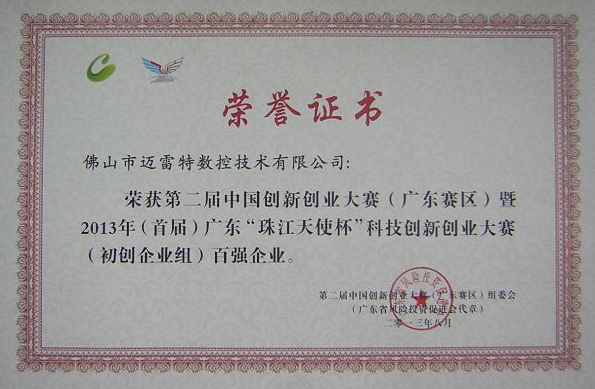 荣誉证书
佛山市迈雷特数控技术有限公司:
荣获第二届中国创新创业大赛（广东赛区）暨
2013年（首届）广东“珠江天使杯”科技创新创业大赛
（初创企业组）百强企业。
第二届中国创新创业大赛（广东赛区）组委会
（广东省风险投资促进会代章）
二〇一三年八月